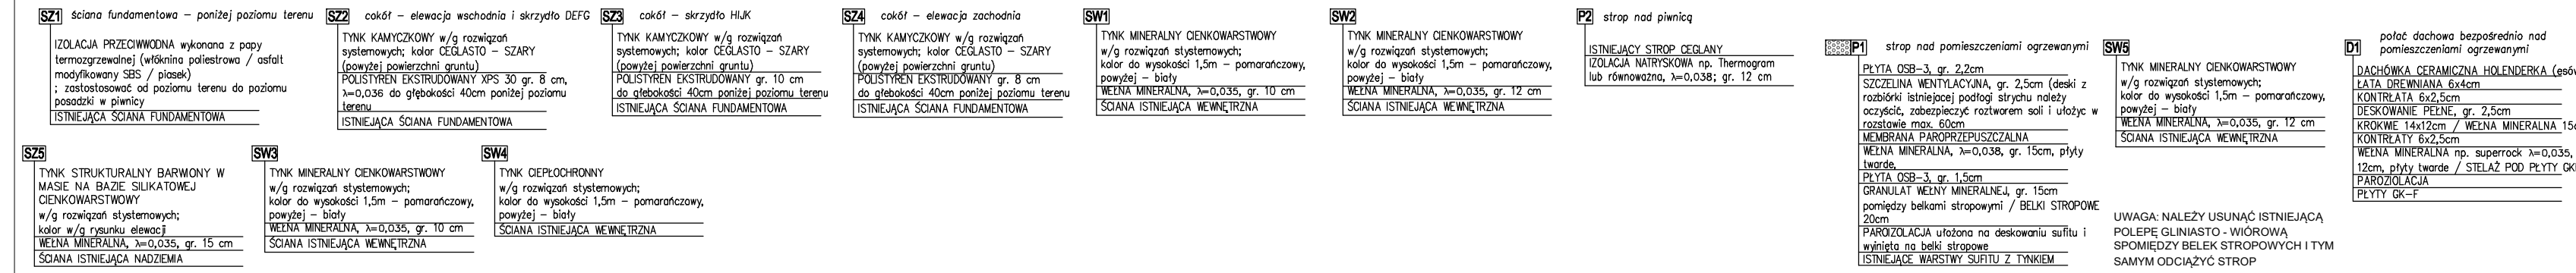 SZ1 ściana fundamentowa – poniżej poziomu terenu
IZOLACJA PRZECIWWODNA wykonana z papy
termozgrzewalnej (włóknina poliestrowa / asfalt
modyfikowany SBS / piasek)
; zastostosować od poziomu terenu do poziomu
posadzki w piwnicy
ISTNIEJĄCA ŚCIANA FUNDAMENTOWA
SZ2 cokół – elewacja wschodnia i skrzydło DEFG
TYNK KAMYCZKOWY w/g rozwiązań
systemowych; kolor CEGLASTO – SZARY
(powyżej powierzchni gruntu)
POLISTYREN EKSTRUDOWANY XPS 30 gr. 8 cm,
λ=0,036 do głębokości 40cm poniżej poziomu
terenu
ISTNIEJĄCA ŚCIANA FUNDAMENTOWA
SZ3 cokół – skrzydło HIJK
TYNK KAMYCZKOWY w/g rozwiązań
systemowych; kolor CEGLASTO – SZARY
(powyżej powierzchni gruntu)
POLISTYREN EKSTRUDOWANY gr. 10 cm
do głebokości 40cm poniżej poziomu terenu
ISTNIEJĄCA ŚCIANA FUNDAMENTOWA
SZ4 cokół – elewacja zachodnia
TYNK KAMYCZKOWY w/g rozwiązań
systemowych; kolor CEGLASTO – SZARY
(powyżej powierzchni gruntu)
POLISTYREN EKSTRUDOWANY gr. 8 cm
do głebokości 40cm poniżej poziomu terenu
ISTNIEJĄCA ŚCIANA FUNDAMENTOWA
SW1
TYNK MINERALNY CIENKOWARSTWOWY
w/g rozwiązań stystemowych;
kolor do wysokości 1,5m – pomarańczowy,
powyżej – biały
WEŁNA MINERALNA, λ=0,035, gr. 10 cm
ŚCIANA ISTNIEJĄCA WEWNĘTRZNA
SW2
TYNK MINERALNY CIENKOWARSTWOWY
w/g rozwiązań stystemowych;
kolor do wysokości 1,5m – pomarańczowy,
powyżej – biały
WEŁNA MINERALNA, λ=0,035, gr. 12 cm
ŚCIANA ISTNIEJĄCA WEWNĘTRZNA
P2 strop nad piwnicą
ISTNIEJĄCY STROP CEGLANY
IZOLACJA NATRYSKOWA np. Thermogram
lub równoważna, λ=0,038; gr. 12 cm
P1 strop nad pomieszczeniami ogrzewanymi
PŁYTA OSB–3, gr. 2,2cm
SZCZELINA WENTYLACYJNA, gr. 2,5cm (deski z
rozbiórki istniejacej podłogi strychu należy
oczyścić, zabezpieczyć roztworem soli i ułożyc w
rozstawie max. 60cm
MEMBRANA PAROPRZEPUSZCZALNA
WEŁNA MINERALNA, λ=0,038, gr. 15cm, płyty
twarde,
PŁYTA OSB–3, gr. 1,5cm
GRANULAT WEŁNY MINERALNEJ, gr. 15cm
pomiędzy belkami stropowymi / BELKI STROPOWE
20cm
PAROIZOLACJA ułożona na deskowaniu sufitu i
wyinięta na belki stropowe
ISTNIEJĄCE WARSTWY SUFITU Z TYNKIEM
SW5
TYNK MINERALNY CIENKOWARSTWOWY
w/g rozwiązań stystemowych;
kolor do wysokości 1,5m – pomarańczowy,
powyżej – biały
WEŁNA MINERALNA, λ=0,035, gr. 12 cm
ŚCIANA ISTNIEJĄCA WEWNĘTRZNA
UWAGA: NALEŻY USUNĄĆ ISTNIEJĄCĄ
POLEPĘ GLINIASTO - WIÓROWĄ
SPOMIĘDZY BELEK STROPOWYCH I TYM
SAMYM ODCIĄŻYĆ STROP
D1 połać dachowa bezpośrednio nad
pomieszczeniami ogrzewanymi
DACHÓWKA CERAMICZNA HOLENDERKA (esów
ŁATA DREWNIANA 6x4cm
KONTRŁATA 6x2,5cm
DESKOWANIE PEŁNE, gr. 2,5cm
KROKWIE 14x12cm / WEŁNA MINERALNA 15c
KONTRŁATY 6x2,5cm
WEŁNA MINERALNA np. superrock λ=0,035,
12cm, płyty twarde / STELAŻ POD PŁYTY GK
PAROZIOLACJA
PŁYTY GK–F
SZ5
TYNK STRUKTURALNY BARWIONY W
MASIE NA BAZIE SILIKATOWEJ
CIENKOWARSTWOWY
w/g rozwiązań stystemowych;
kolor w/g rysunku elewacji
WEŁNA MINERALNA, λ=0,035, gr. 15 cm
ŚCIANA ISTNIEJĄCA NADZIEMIA
SW3
TYNK MINERALNY CIENKOWARSTWOWY
w/g rozwiązań stystemowych;
kolor do wysokości 1,5m – pomarańczowy,
powyżej – biały
WEŁNA MINERALNA, λ=0,035, gr. 10 cm
ŚCIANA ISTNIEJĄCA WEWNĘTRZNA
SW4
TYNK CIEPŁOCHRONNY
w/g rozwiązań stystemowych;
kolor do wysokości 1,5m – pomarańczowy,
powyżej – biały
ŚCIANA ISTNIEJĄCA WEWNĘTRZNA